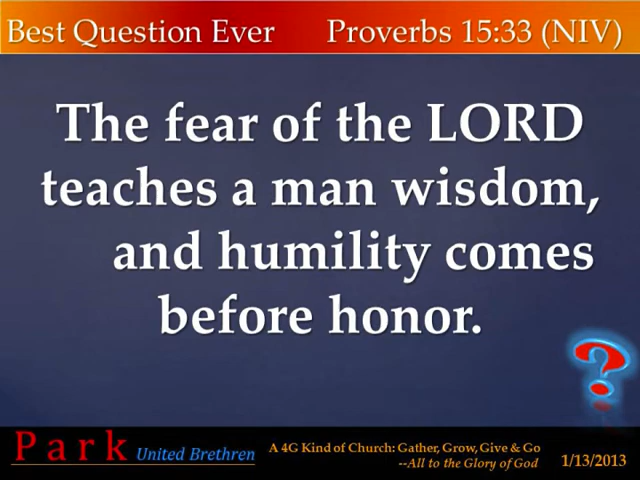 Best Question Ever Proverbs 15:33 (NIV)
The fear of the LORD
teaches a man wisdom,
and humility comes
before honor.
?
Park United Brethren
A 4G Kind of Church: Gather, Grow, Give & Go
--All to the Glory of God 1/13/2013